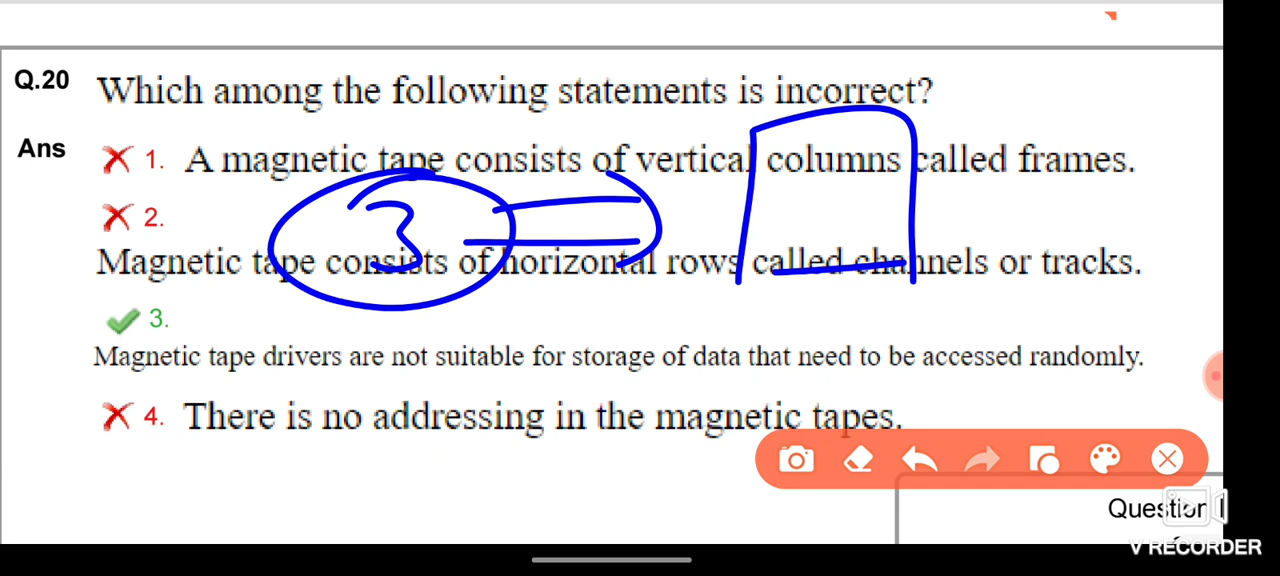 Q.20 Which among the following statements is incorrect?
Ans 1. A magnetic tape consists of vertical columns called frames.
2.
3
Magnetic tape consists of horizontal rows called channels or tracks.
3.
Magnetic tape drivers are not suitable for storage of data that need to be accessed randomly.
4. There is no addressing in the magnetic tapes.
Question
V RECORDER